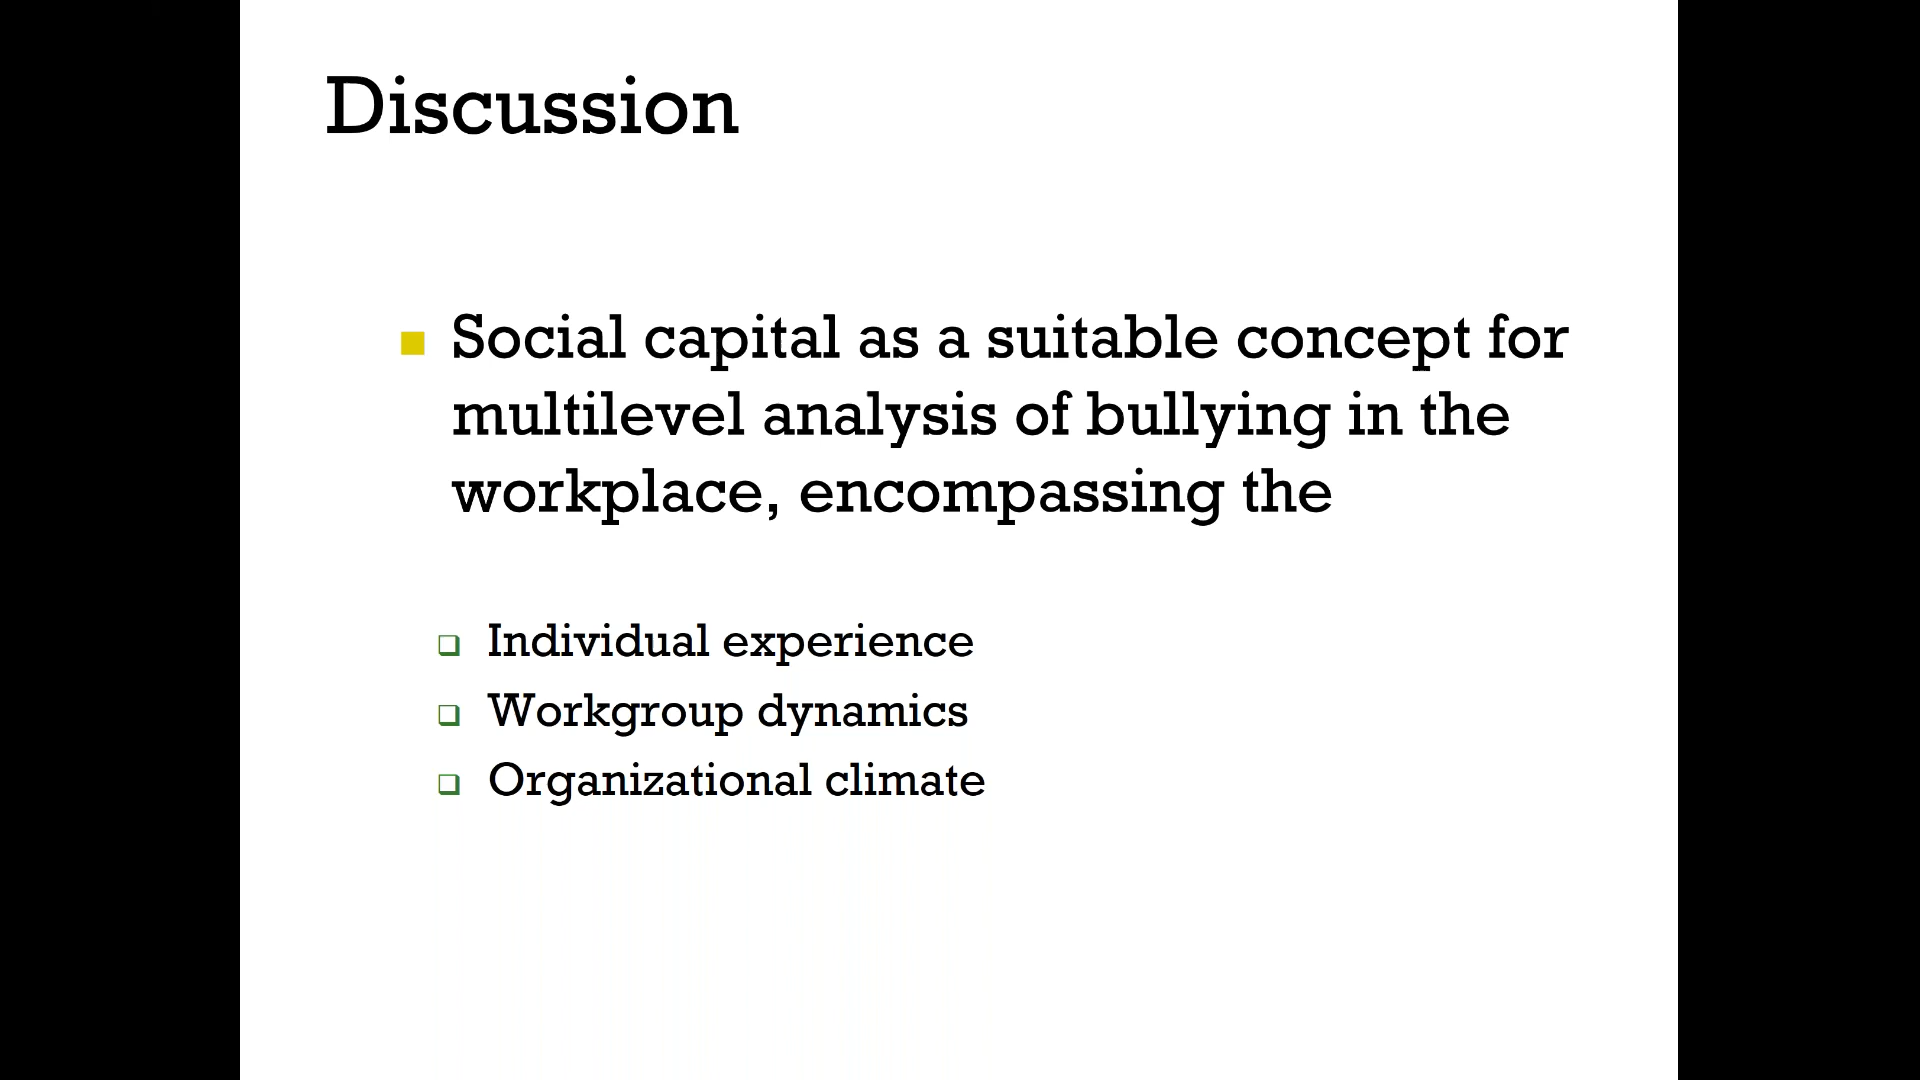 Discussion
Social capital as a suitable concept for
multilevel analysis of bullying in the
workplace, encompassing the
Individual experience
Workgroup dynamics
Organizational climate